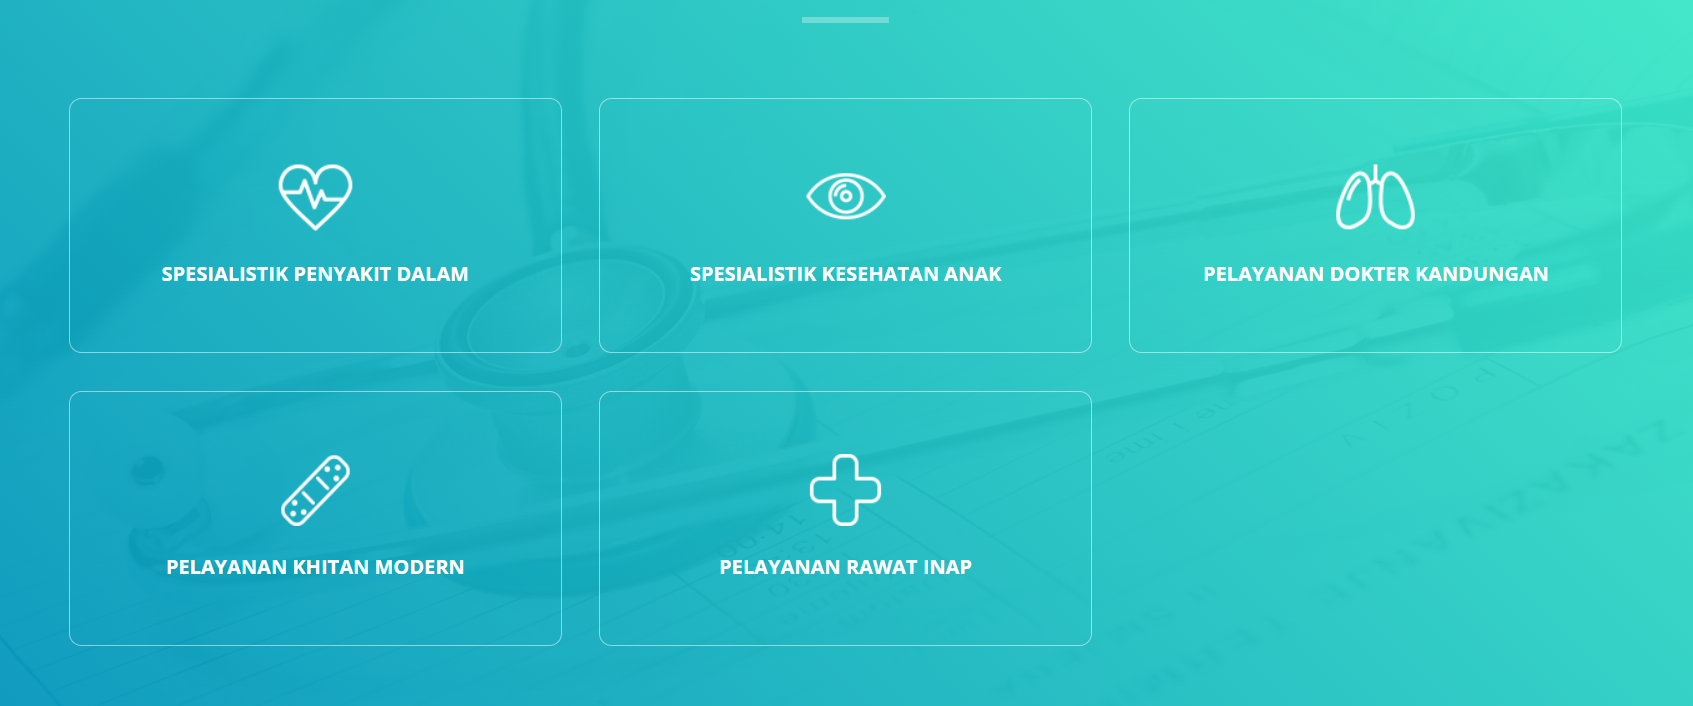 SPESIALISTIK PENYAKIT DALAM
SPESIALISTIK KESEHATAN ANAK
PELAYANAN DOKTER KANDUNGAN
PELAYANAN KHITAN MODERN
PELAYANAN RAWAT INAP